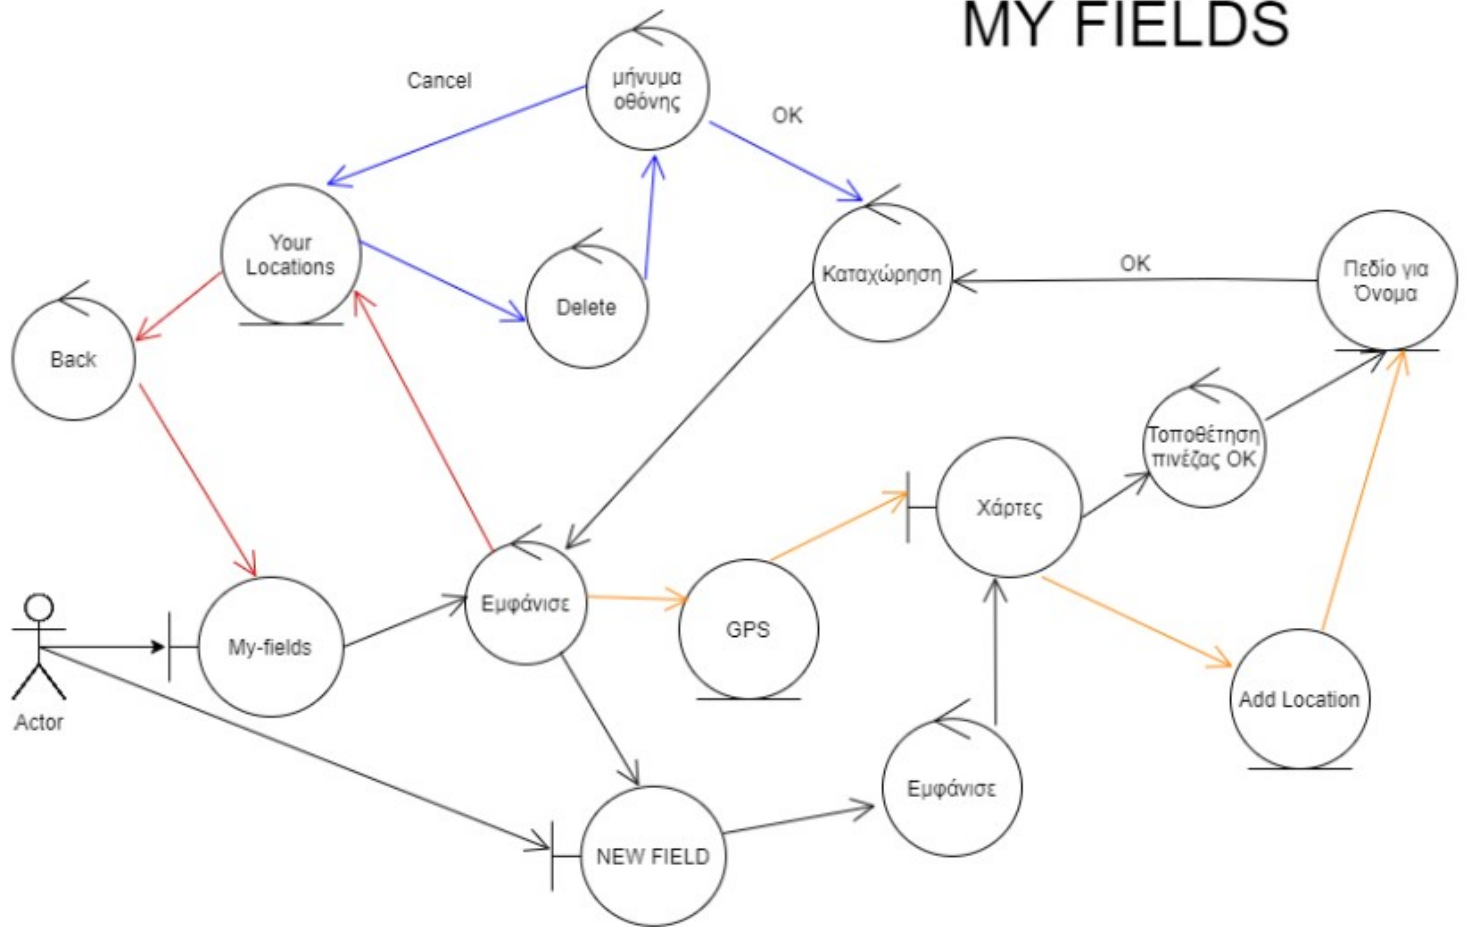 MY FIELDS
Cancel
μήνυμα
οθόνης
OK
Your
Locations
Delete
Καταχώρηση
OK
Πεδίο για
Όνομα
Back
Τοποθέτηση
πινέζας ΟΚ
Χάρτες
Εμφάνισε
GPS
My-fields
Actor
Add Location
Εμφάνισε
NEW FIELD